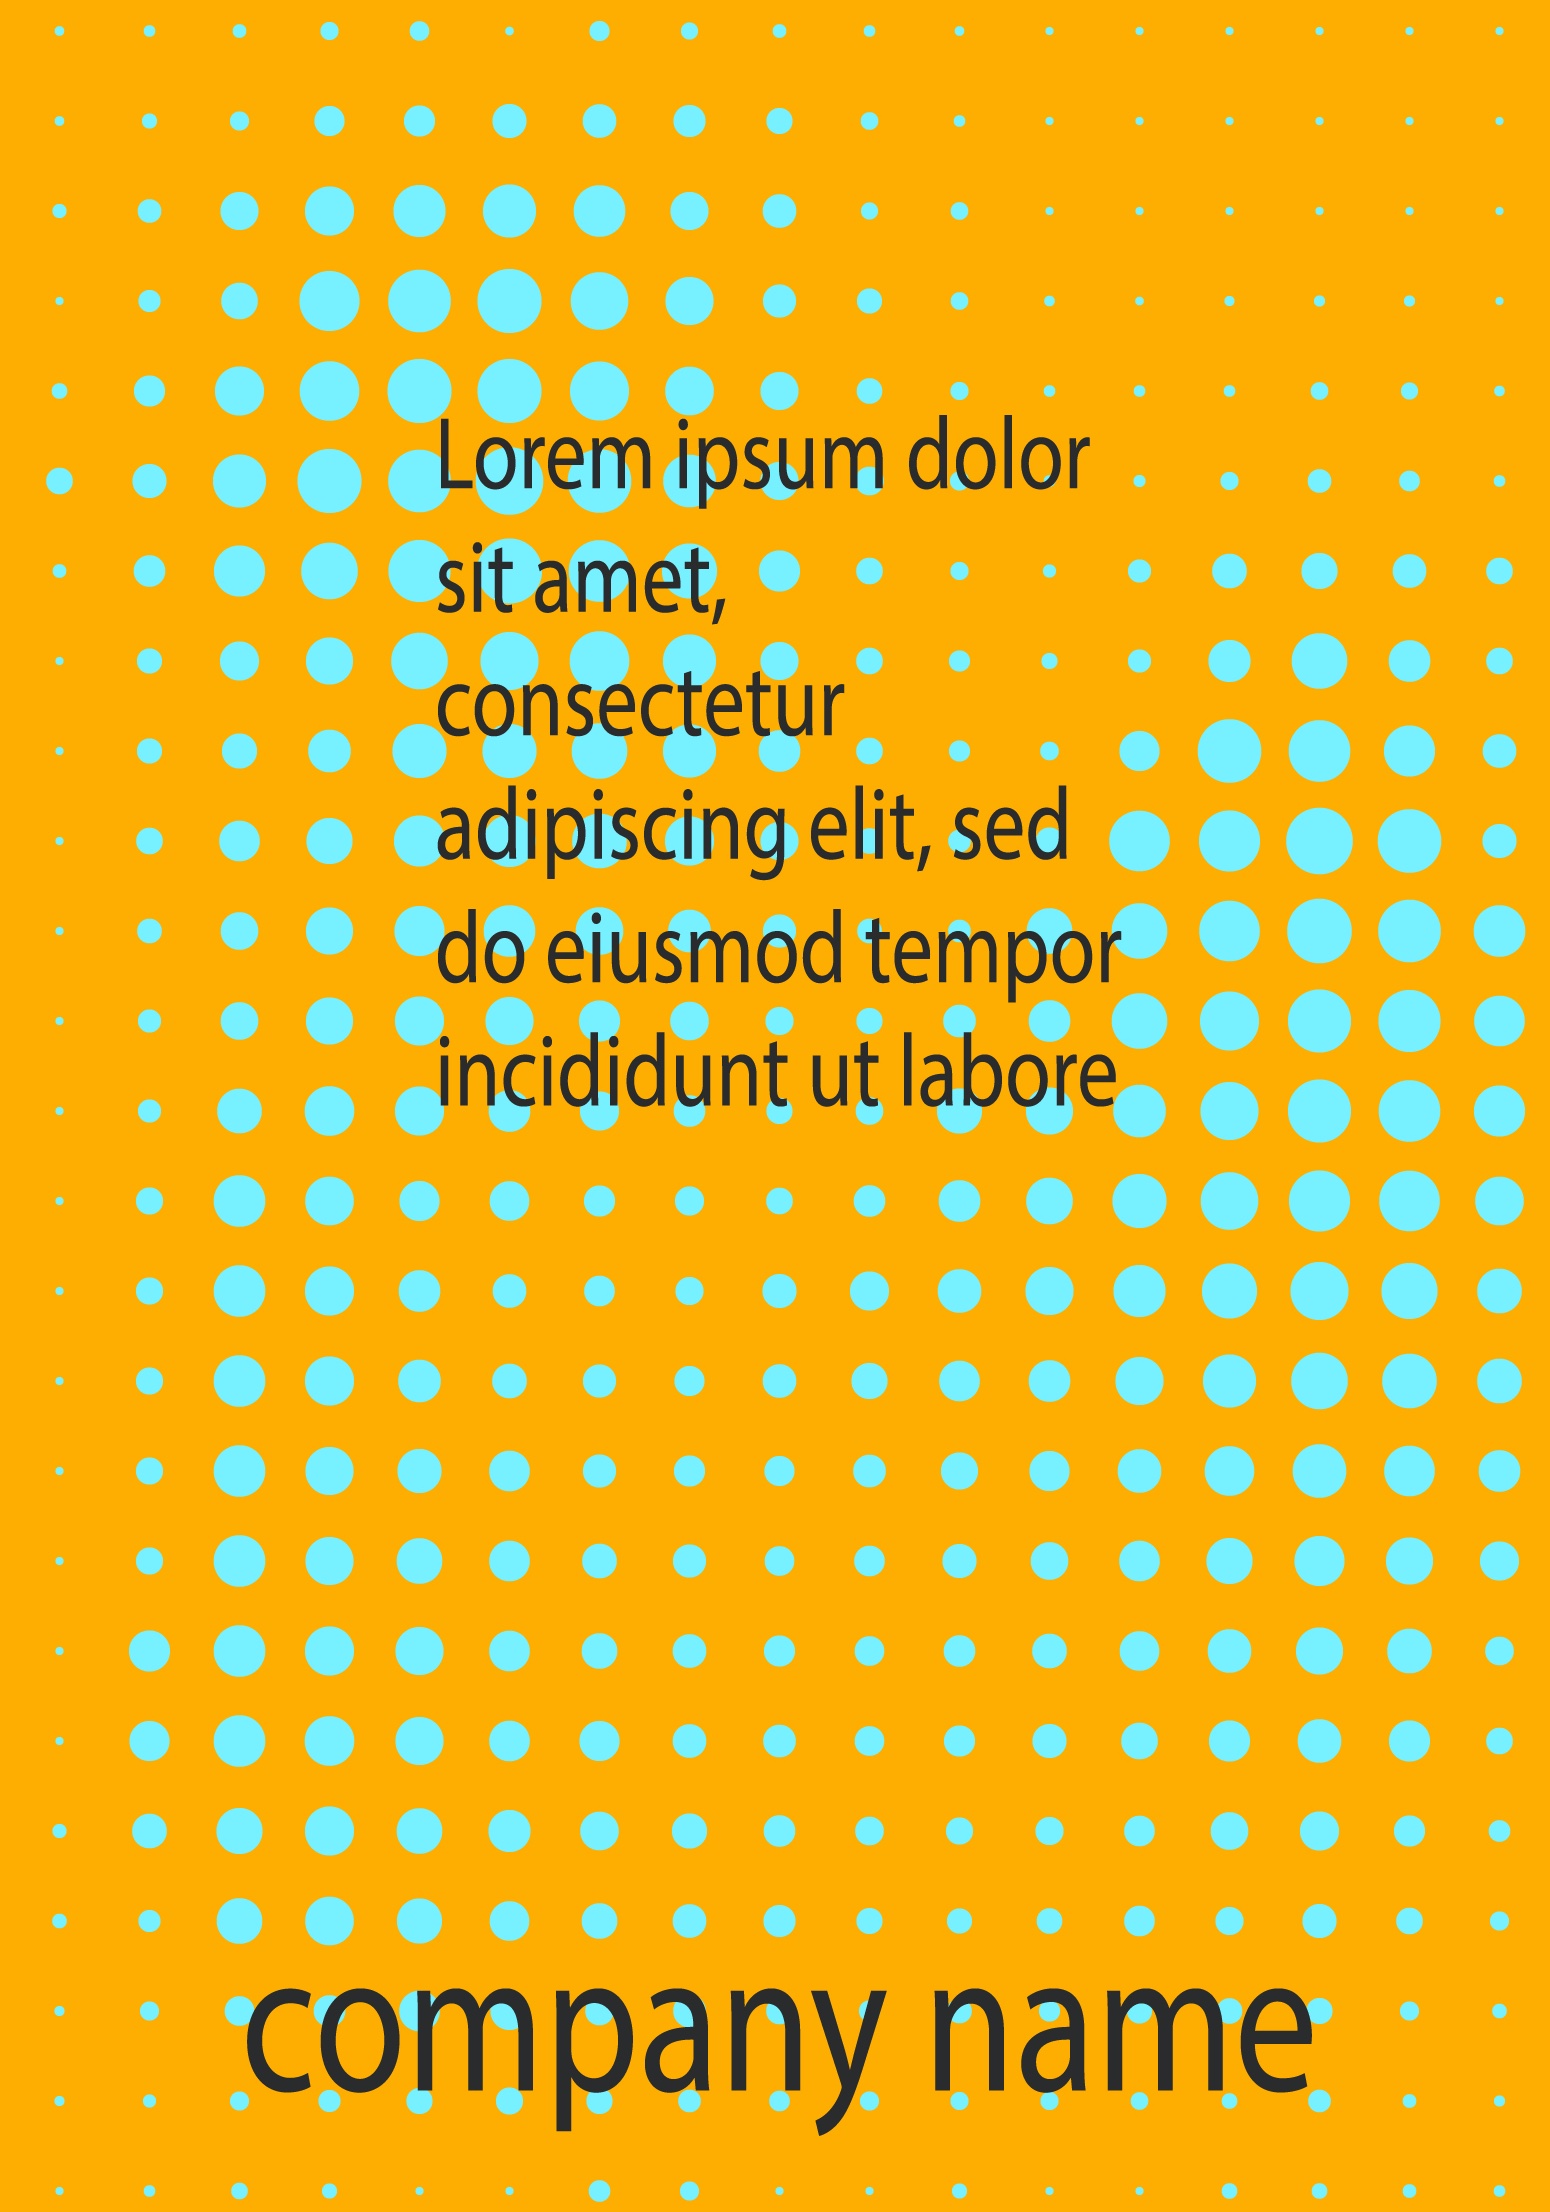 Lorem ipsum dolor
sit amet,
consectetur
adipiscing elit, sed
do eiusmod tempor
incididunt ut labore
company name